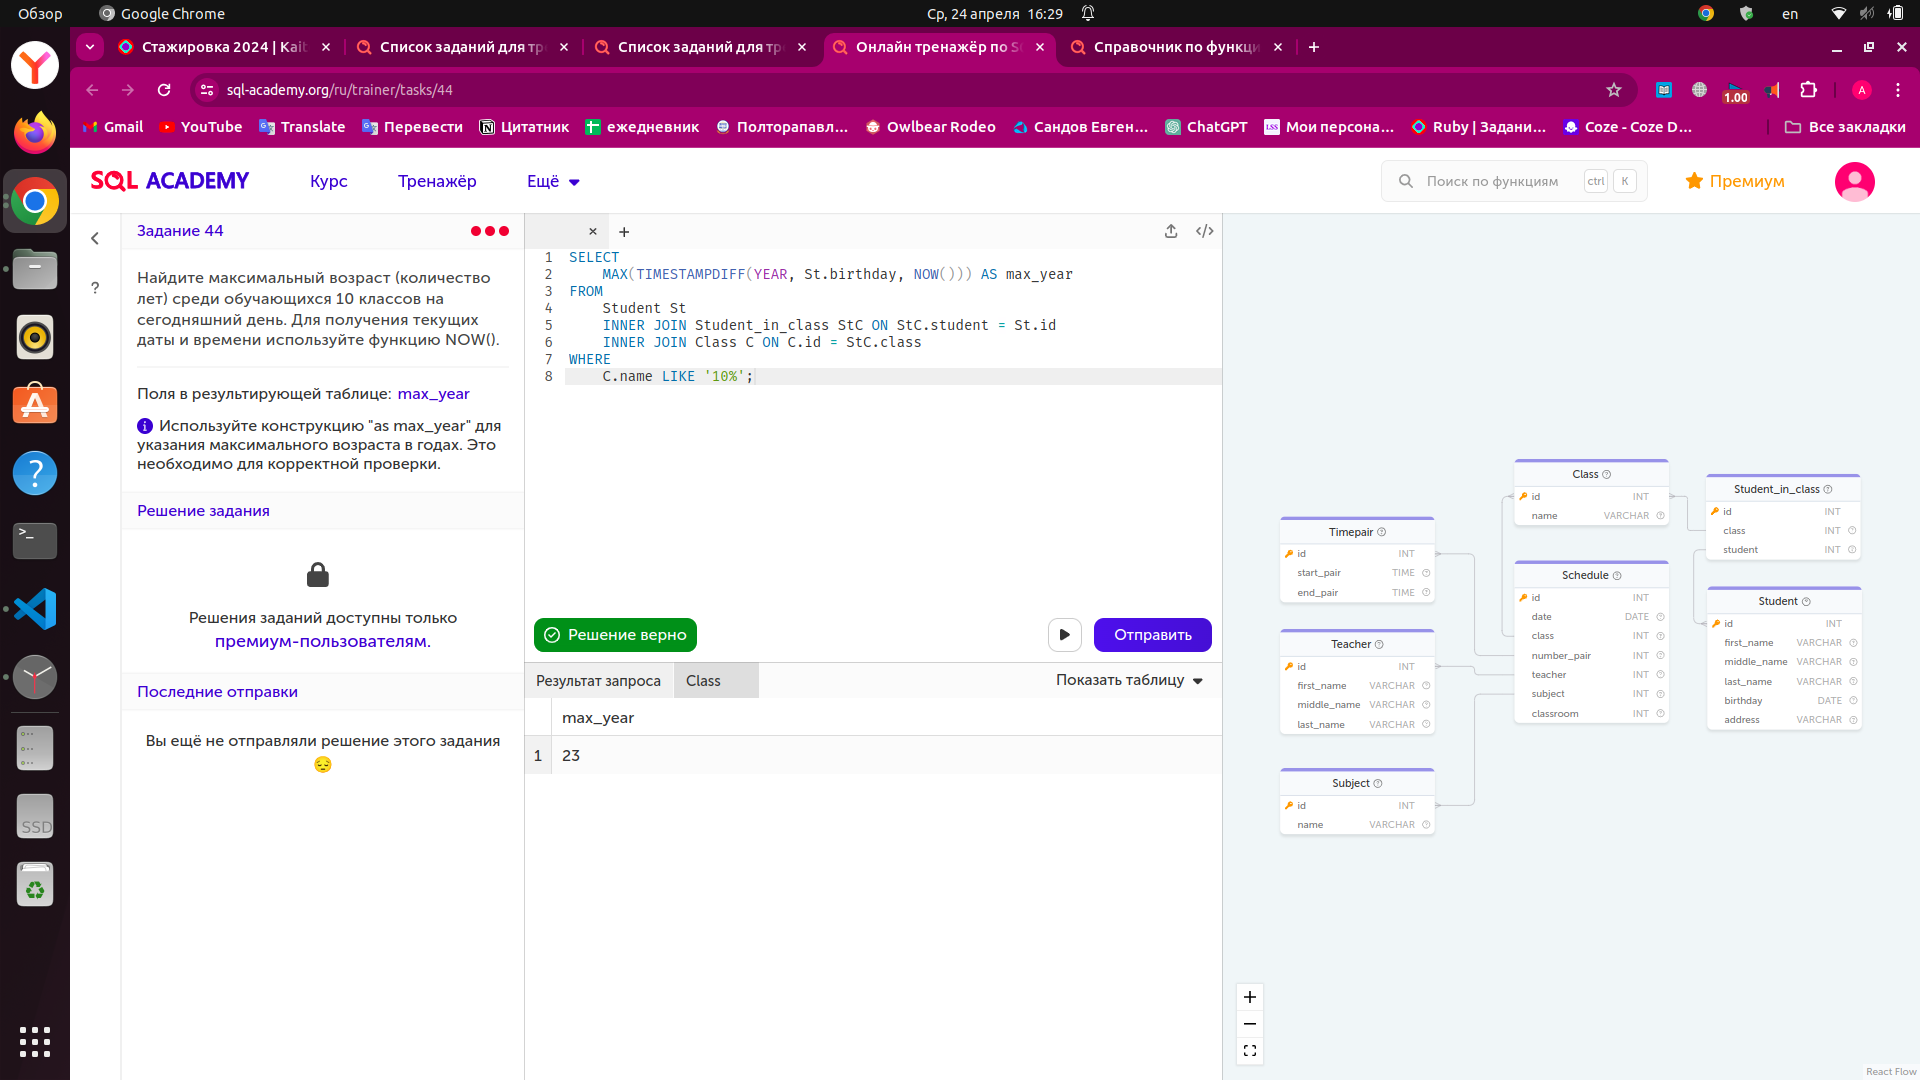 Обзор
Google Chrome
Ср, 24 апреля 16:29
en
Стажировка 2024 | Kait
Список заданий для тр
Список заданий для тр
Онлайн тренажёр по SQ
Справочник по функци
sql-academy.org/ru/trainer/tasks/44
1.00
A
Gmail
YouTube
Translate
Перевести
Цитатник
ежедневник
Полторапавл...
Owlbear Rodeo
Сандов Евген...
ChatGPT
LSS
Мои персона...
Ruby | Задани...
Coze - Coze D...
Все закладки
SQL ACADEMY
Курс
Тренажёр
Ещё
Поиск по функциям
ctrl
K
Премиум
Задание 44
Найдите максимальный возраст (количество
лет) среди обучающихся 10 классов на
сегодняшний день. Для получения текущих
даты и времени используйте функцию NOW().
Поля в результирующей таблице: max_year
Используйте конструкцию "as max_year" для
указания максимального возраста в годах. Это
необходимо для корректной проверки.
Решение задания
Решения заданий доступны только
премиум-пользователям.
Последние отправки
Вы ещё не отправляли решение этого задания
1 SELECT
2 MAX(TIMESTAMPDIFF(YEAR, St.birthday, NOW())) AS max_year
3 FROM
4 Student St
5 INNER JOIN Student_in_class StC ON StC.student = St.id
6 INNER JOIN Class C ON C.id = StC.class
7 WHERE
8 C.name LIKE '10%';
Решение верно
Отправить
Результат запроса
Class
Показать таблицу
max_year
1 23
Timepair
id INT
start_pair TIME
end_pair TIME
Teacher
id INT
first_name VARCHAR
middle_name VARCHAR
last_name VARCHAR
Subject
id INT
name VARCHAR
Class
id INT
name VARCHAR
Schedule
id INT
date DATE
class INT
number_pair INT
teacher INT
subject INT
classroom INT
Student_in_class
id INT
class INT
student INT
Student
id INT
first_name VARCHAR
middle_name VARCHAR
last_name VARCHAR
birthday DATE
address VARCHAR
React Flow
SSD